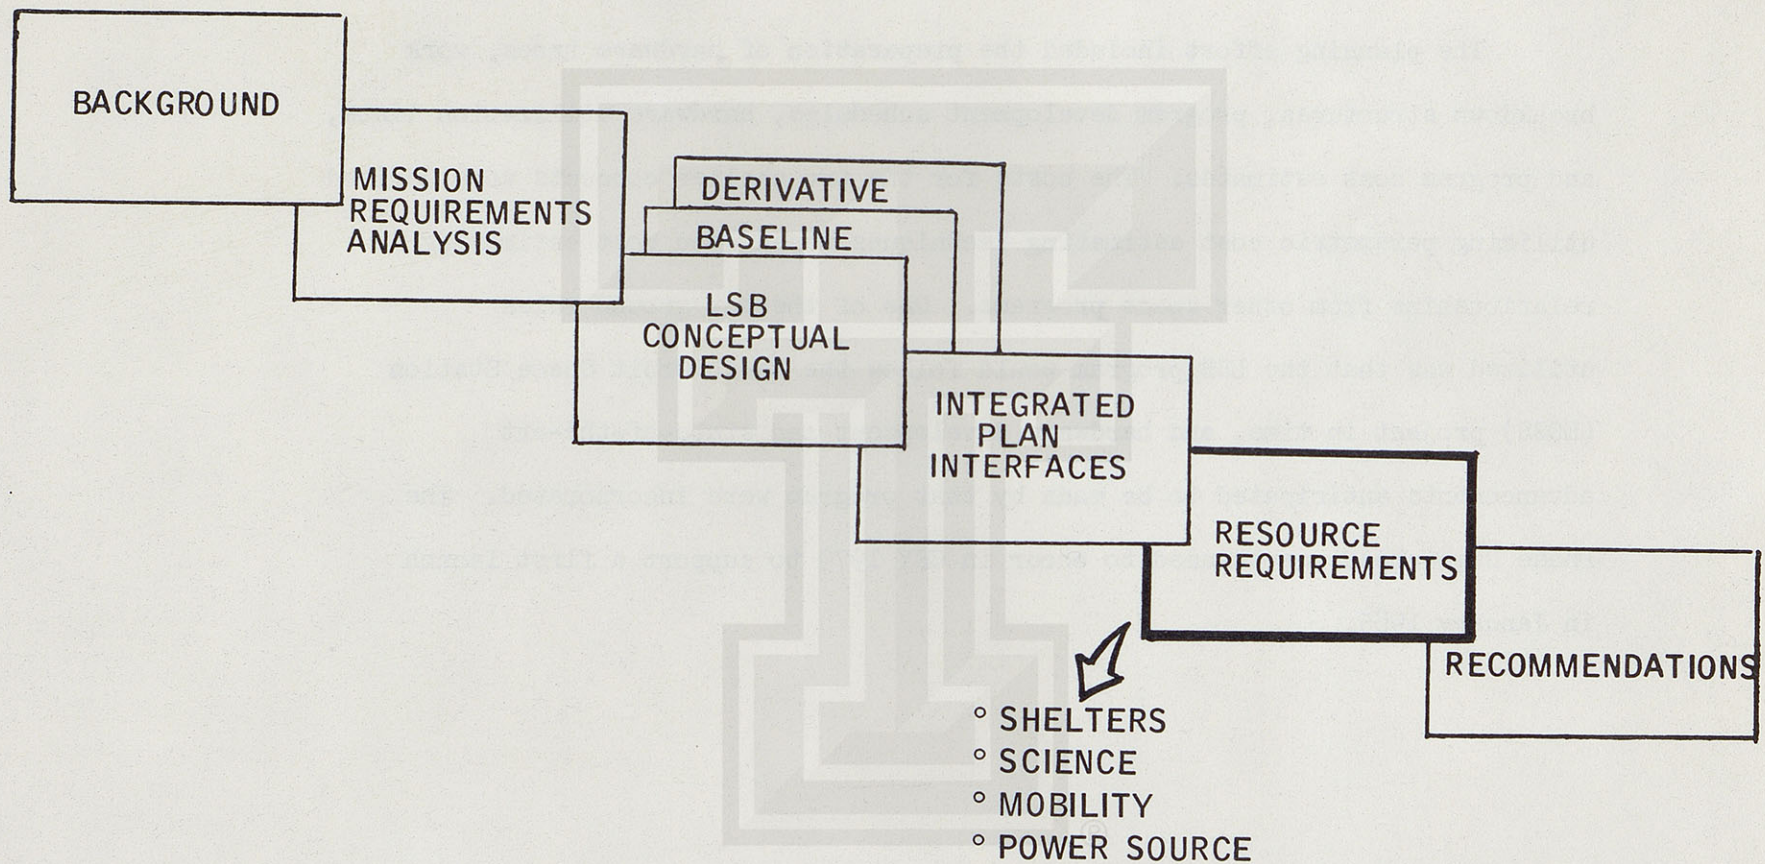 BACKGROUND
MISSION
REQUIREMENTS
ANALYSIS
DERIVATIVE
BASELINE
LSB
CONCEPTUAL
DESIGN
INTEGRATED
PLAN
INTERFACES
RESOURCE
REQUIREMENTS
RECOMMENDATIONS
° SHELTERS
° SCIENCE
° MOBILITY
° POWER SOURCE